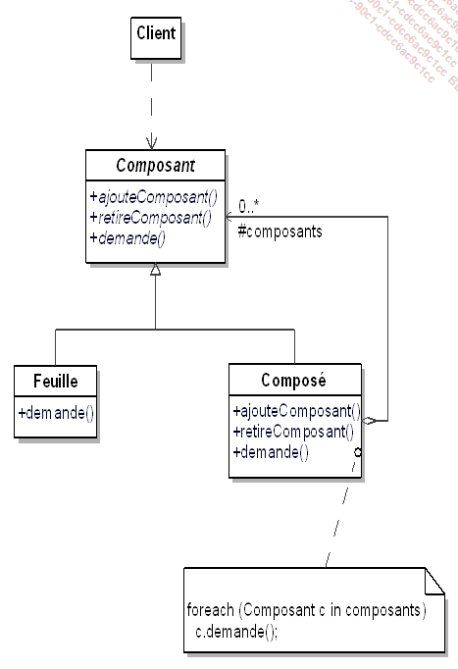 Client
Composant
+ajouteComposant()
+retireComposant()
+demande()
0..*
#composants
Feuille
+demande()
Composé
+ajouteComposant()
+retireComposant()
+demande()
foreach (Composant c in composants)
c.demande();